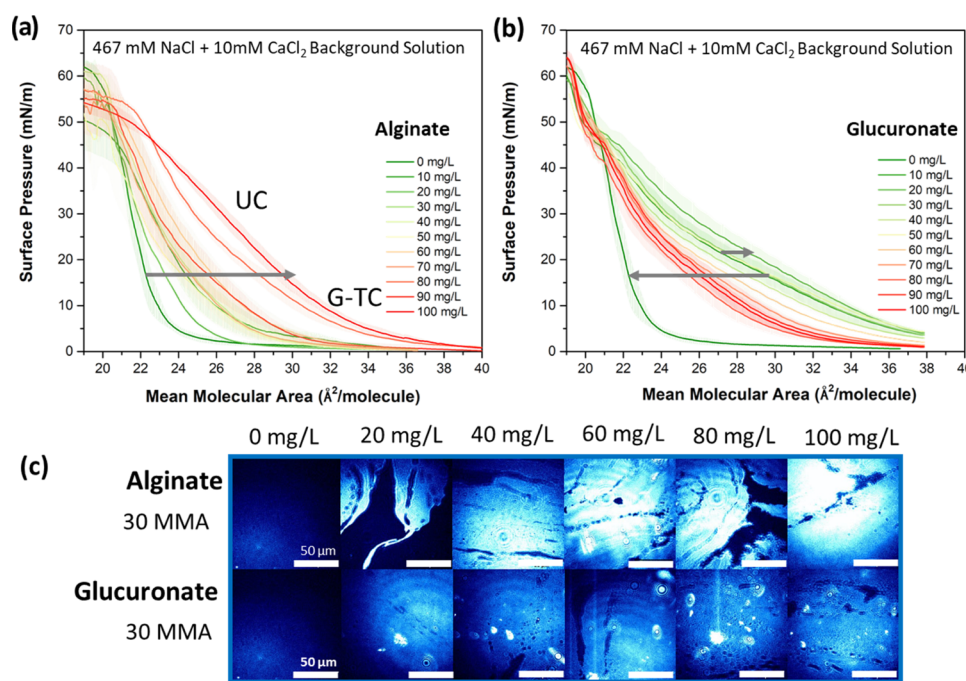 (a)
467 mM NaCl + 10mM CaCl₂ Background Solution
Surface Pressure (mN/m)
70
60
50
40
30
20
10
0
Alginate
0 mg/L
10 mg/L
20 mg/L
30 mg/L
40 mg/L
50 mg/L
60 mg/L
70 mg/L
80 mg/L
90 mg/L
100 mg/L
UC
G-TC
20 22 24 26 28 30 32 34 36 38 40
Mean Molecular Area (Å²/molecule)
(b)
467 mM NaCl + 10mM CaCl₂ Background Solution
Surface Pressure (mN/m)
70
60
50
40
30
20
10
0
Glucuronate
0 mg/L
10 mg/L
20 mg/L
30 mg/L
40 mg/L
50 mg/L
60 mg/L
70 mg/L
80 mg/L
90 mg/L
100 mg/L
20 22 24 26 28 30 32 34 36 38 40
Mean Molecular Area (Å²/molecule)
(c)
0 mg/L 20 mg/L 40 mg/L 60 mg/L 80 mg/L 100 mg/L
Alginate
30 MMA
50 µm
Glucuronate
30 MMA
50 µm